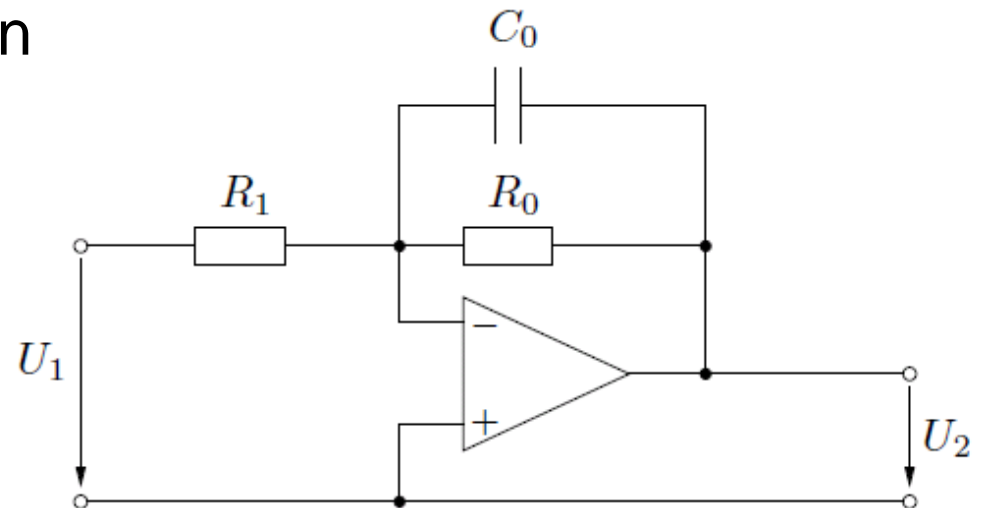 n
C₀
R₁
R₀
−
U₁
+
U₂